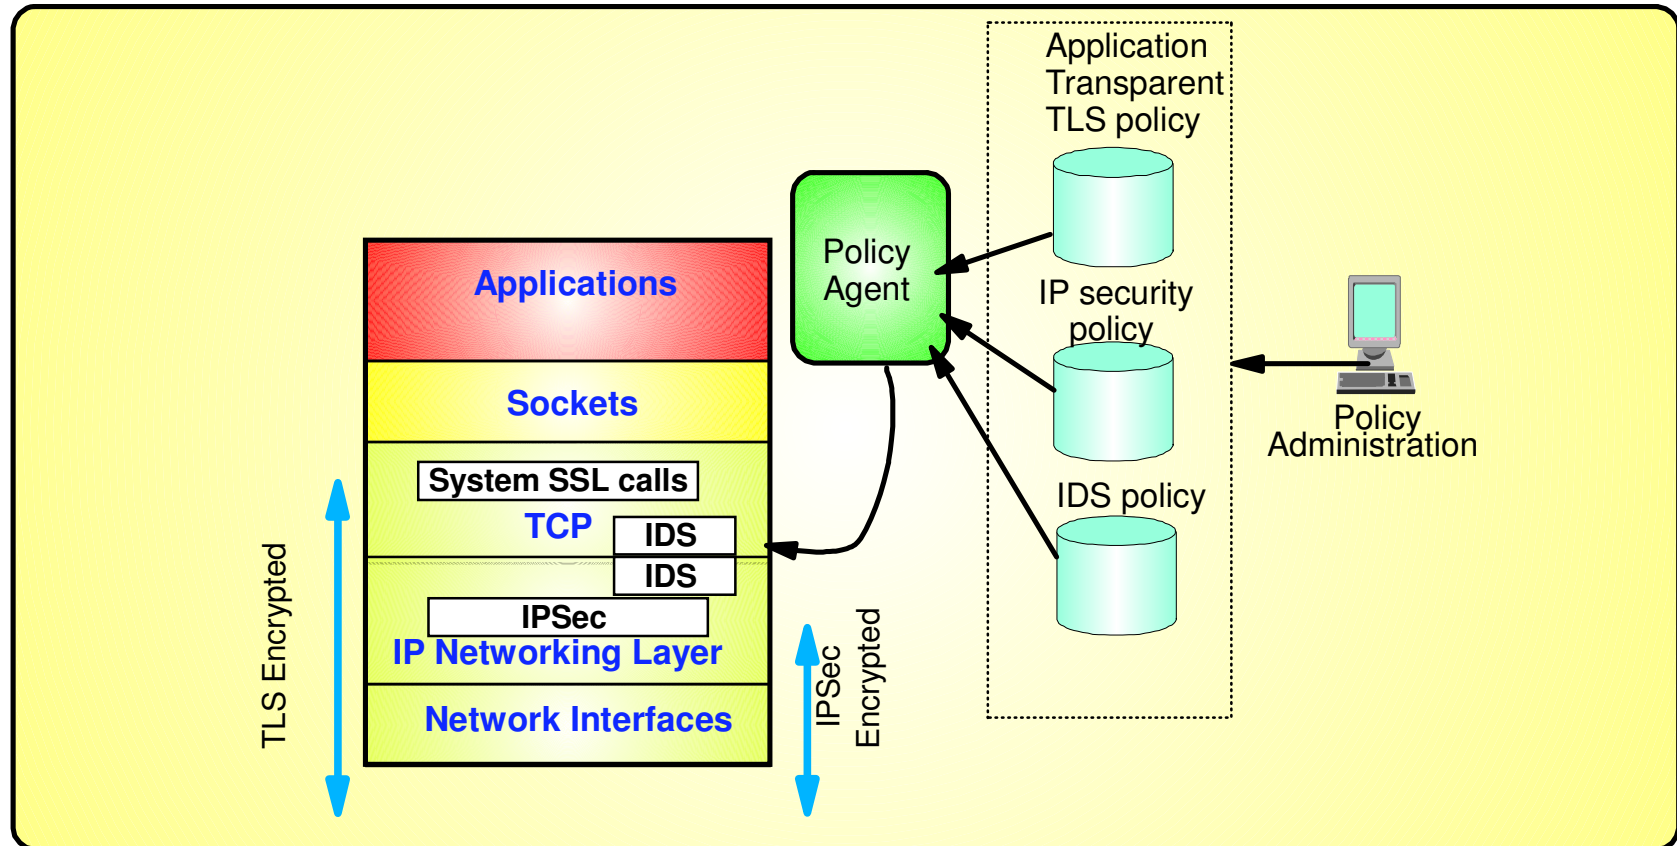 Application
Transparent
TLS policy
Policy
Agent
Applications
IP security
policy
Sockets
Policy
Administration
System SSL calls
IDS policy
TCP
IDS
IDS
IPSec
IP Networking Layer
Network Interfaces
TLS Encrypted
IPSec
Encrypted